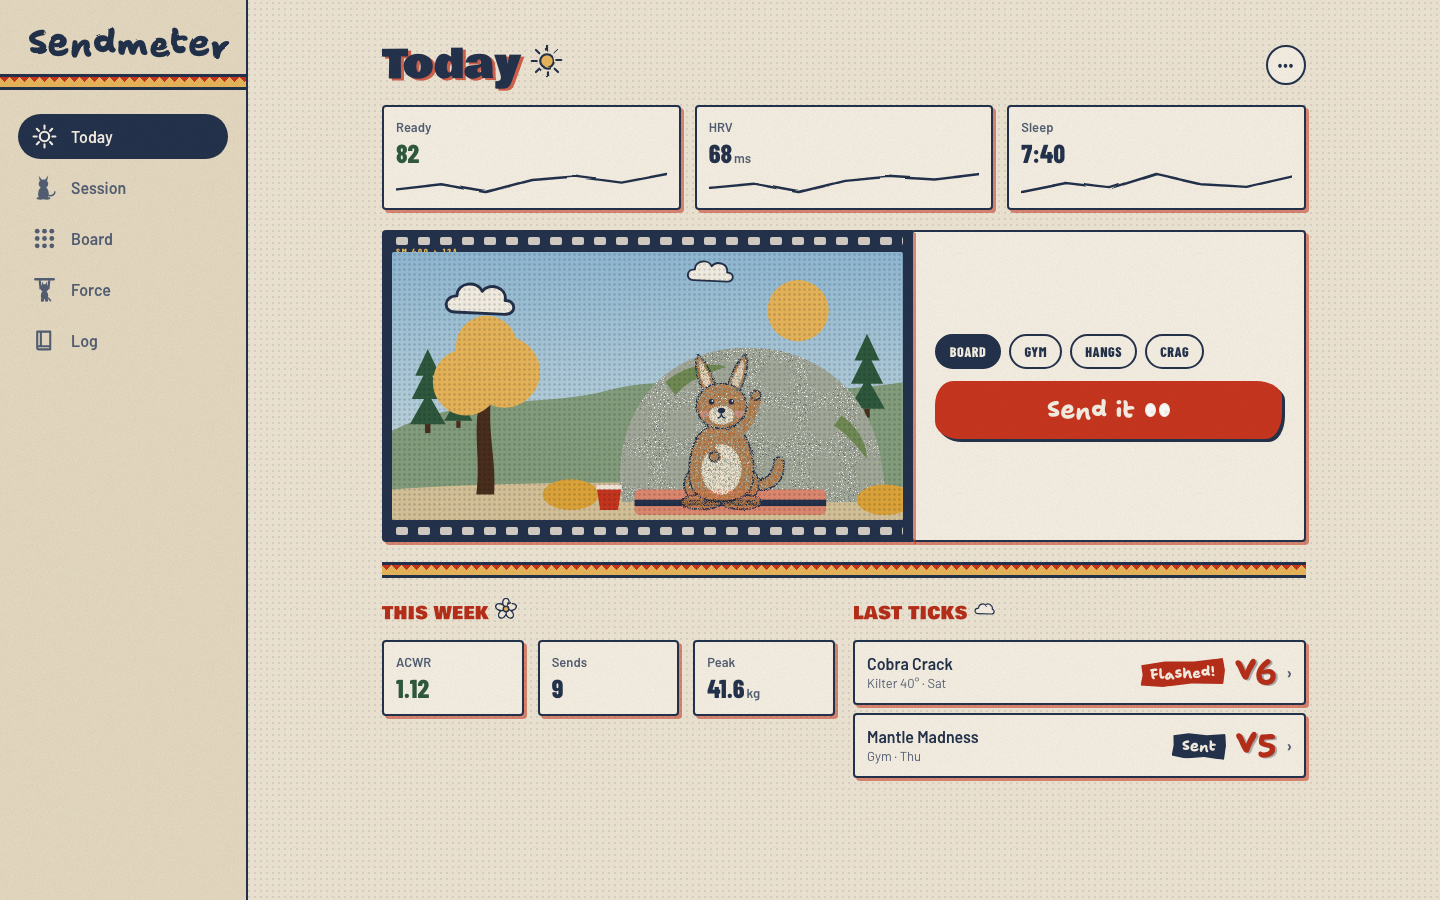 Sendmeter
Today
Session
Board
Force
Log
Today
Ready
82
HRV
68 ms
Sleep
7:40
BOARD
GYM
HANGS
CRAG
Send it
THIS WEEK
ACWR
1.12
Sends
9
Peak
41.6 kg
LAST TICKS
Cobra Crack
Kilter 40° · Sat
Flashed!
V6
Mantle Madness
Gym · Thu
Sent
V5